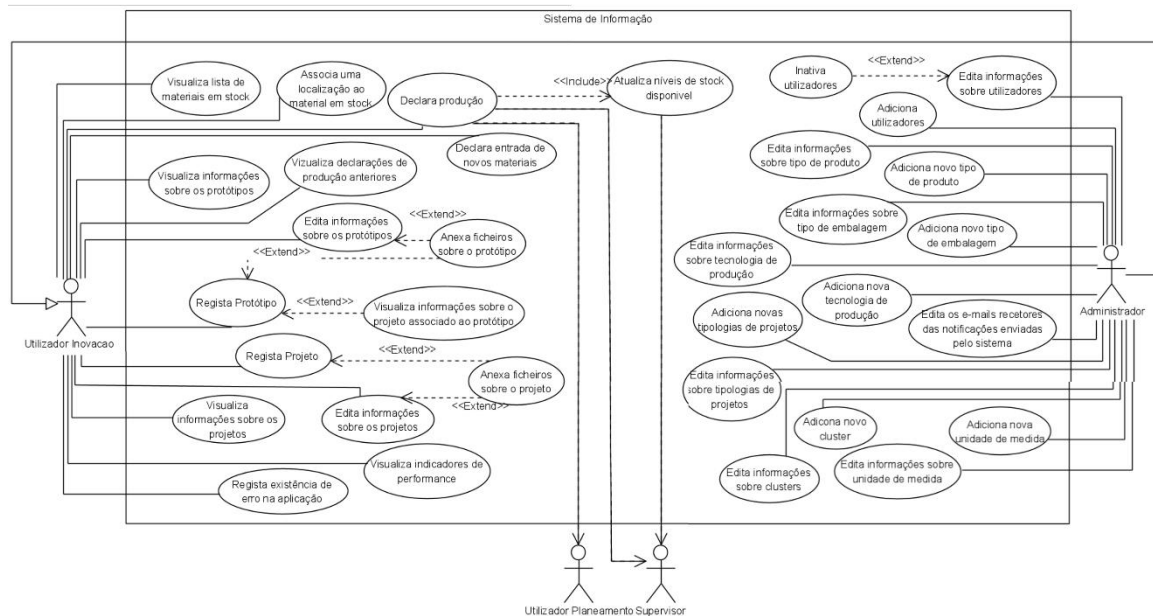 Sistema de Informação
Visualiza lista de
materiais em stock
Associa uma
localização ao
material em stock
Declara produção
<<Include>>
Atualiza níveis de stock
disponivel
Inativa
utilizadores
<<Extend>>
Edita informações
sobre utilizadores
Adiciona
utilizadores
Declara entrada de
novos materiais
Edita informações
sobre tipo de produto
Visualiza informações
sobre os protótipos
Vizualiza declarações de
produção anteriores
Adiciona novo tipo
de produto
Edita informações
sobre os protótipos
<<Extend>>
Anexa ficheiros
sobre o protótipo
<<Extend>>
Edita informações sobre
tipo de embalagem
Adiciona novo tipo
de embalagem
Edita informações
sobre tecnologia de
produção
Regista Protótipo
<<Extend>>
Visualiza informações sobre o
projeto associado ao protótipo
Adiciona novas
tipologias de projetos
Adiciona nova
tecnologia de
produção
Edita os e-mails recetores
das notificações enviadas
pelo sistema
Utilizador Inovacao
Administrador
Regista Projeto
<<Extend>>
Anexa ficheiros
sobre o projeto
<<Extend>>
Edita informações
sobre tipologias de
projetos
Visualiza
informações sobre os
projetos
Edita informações
sobre os projetos
Adicona novo
cluster
Adiciona nova
unidade de medida
Visualiza indicadores de
performance
Edita informações
sobre clusters
Edita informações sobre
unidade de medida
Regista existência de
erro na aplicação
Utilizador Planeamento
Supervisor